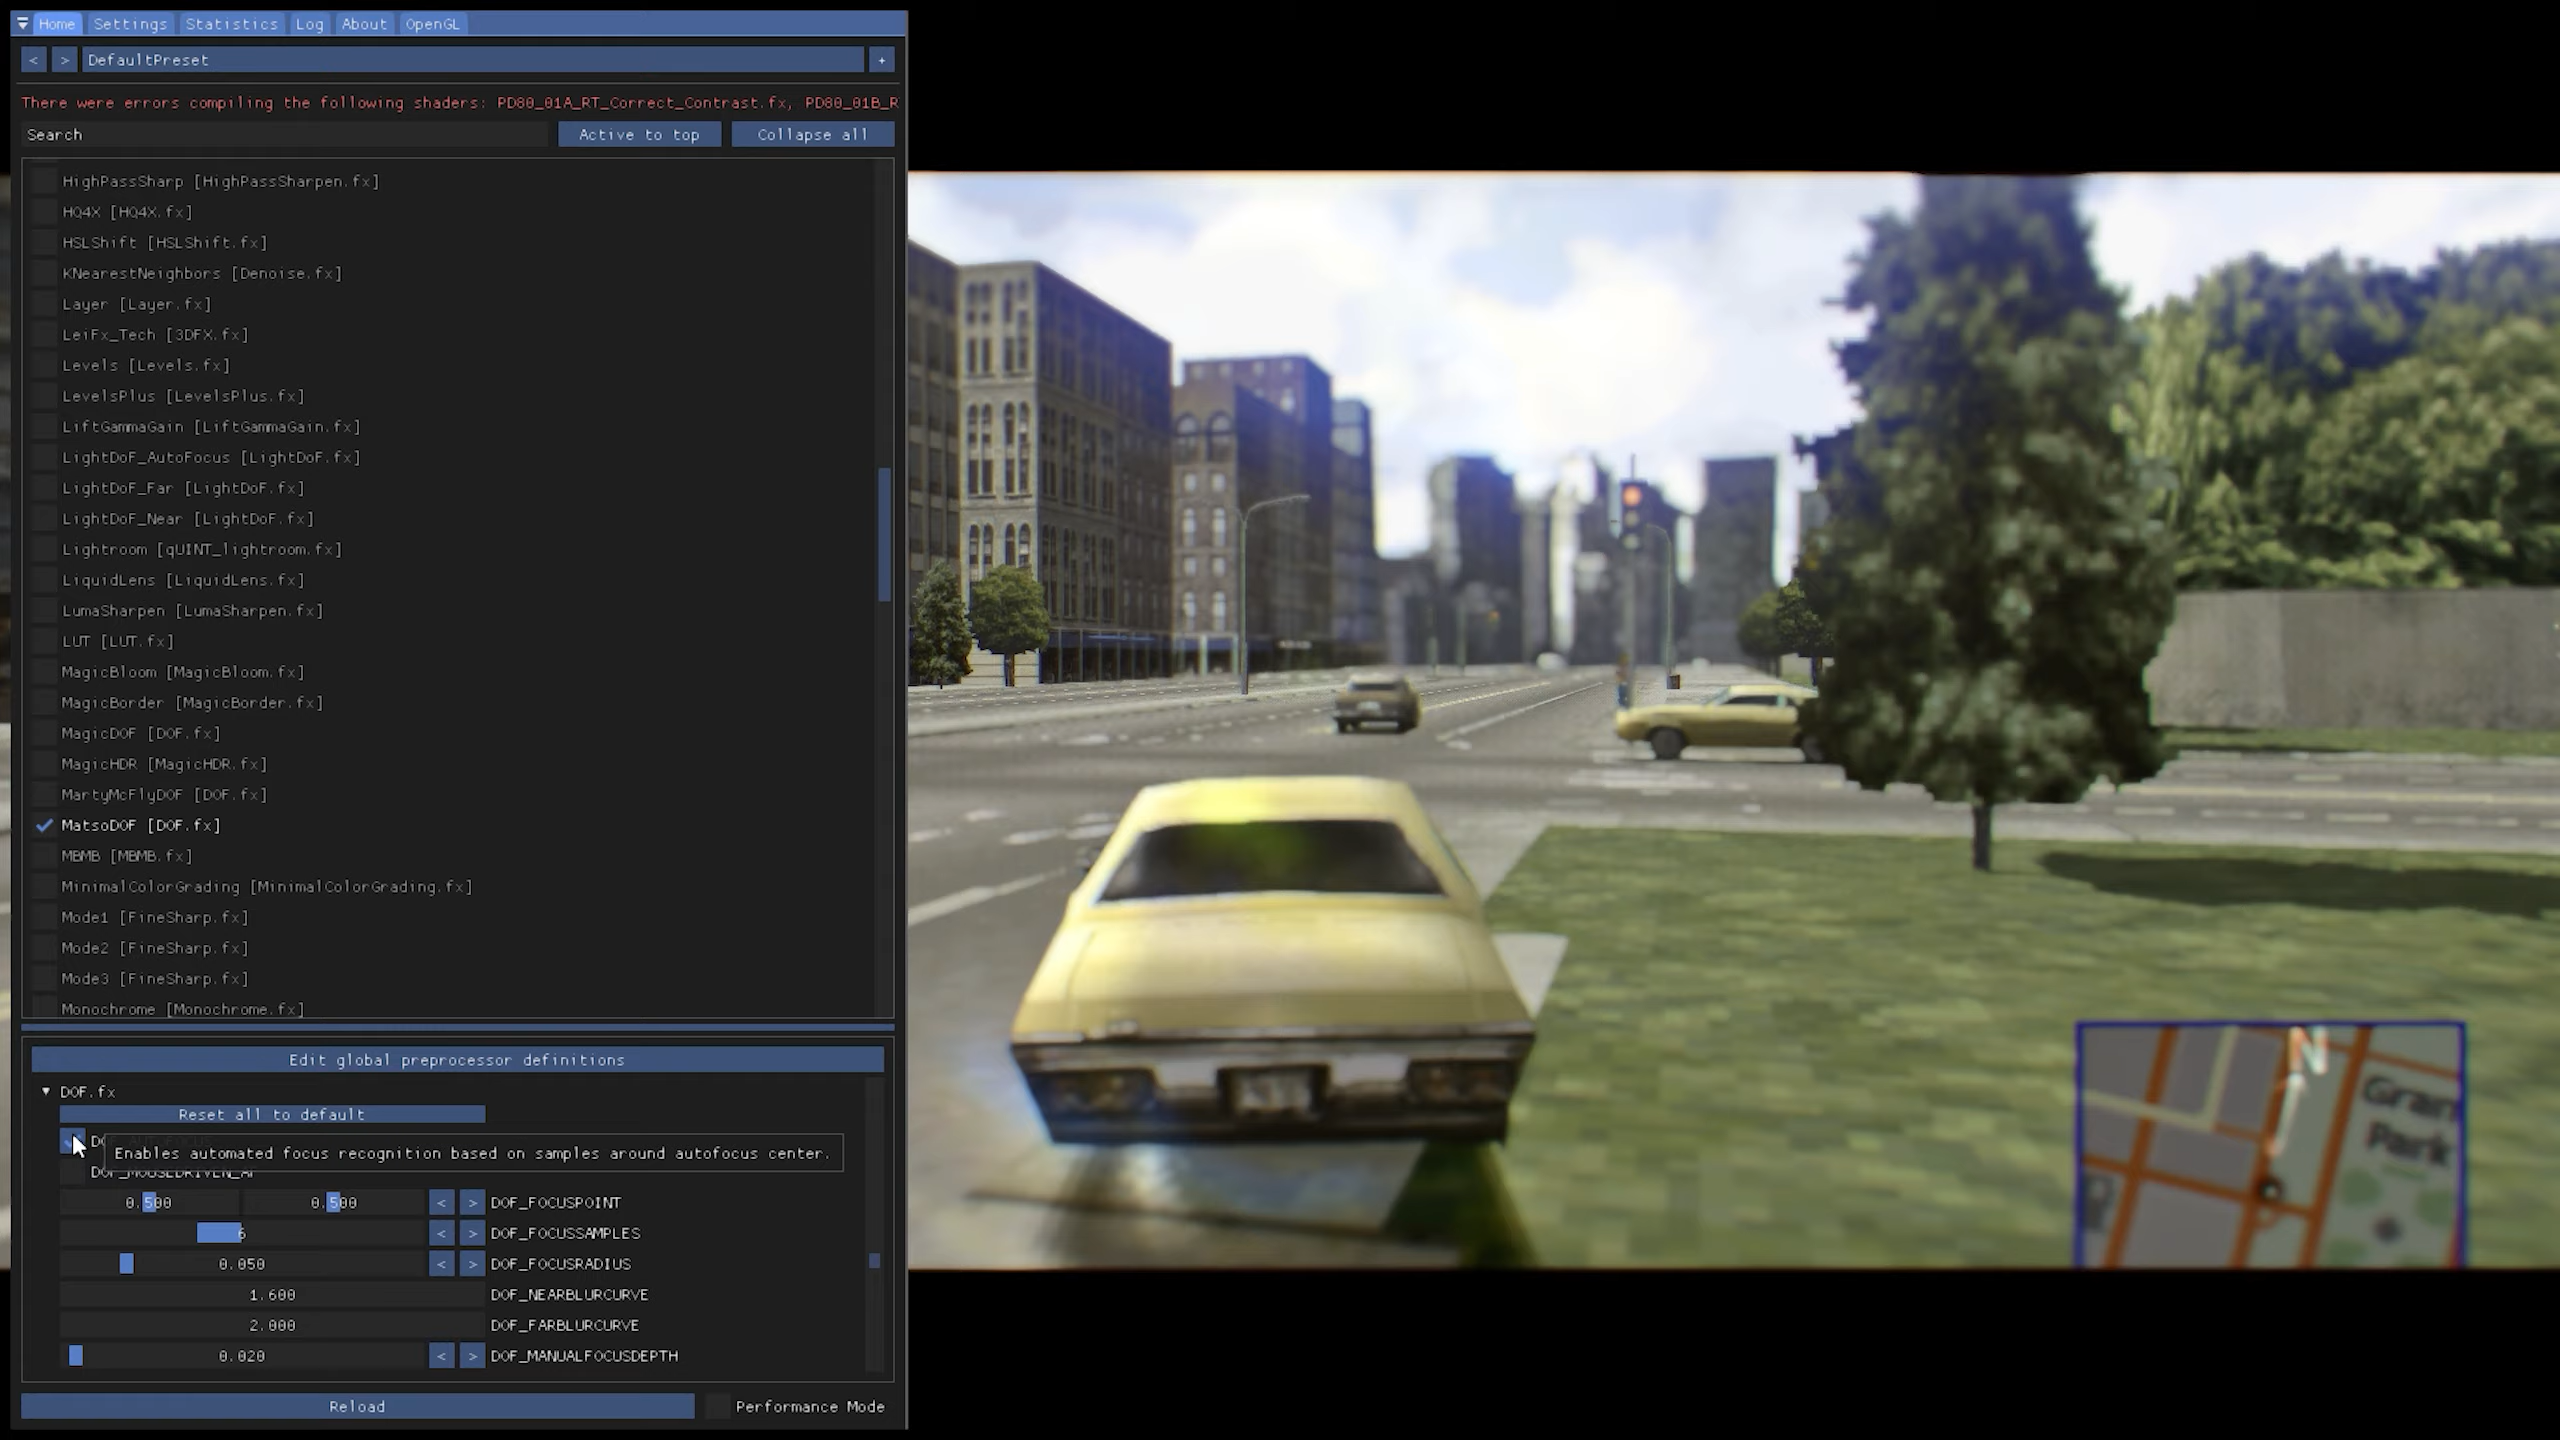 Home Settings Statistics Log About OpenGL
< > DefaultPreset +
There were errors compiling the following shaders: PD80_01A_RT_Correct_Contrast.fx, PD80_01B_R
Search Active to top Collapse all
HighPassSharp [HighPassSharpen.fx]
HQ4X [HQ4X.fx]
HSLShift [HSLShift.fx]
KNearestNeighbors [Denoise.fx]
Layer [Layer.fx]
LeiFx_Tech [3DFX.fx]
Levels [Levels.fx]
LevelsPlus [LevelsPlus.fx]
LiftGammaGain [LiftGammaGain.fx]
LightDoF_AutoFocus [LightDoF.fx]
LightDoF_Far [LightDoF.fx]
LightDoF_Near [LightDoF.fx]
Lightroom [qUINT_lightroom.fx]
LiquidLens [LiquidLens.fx]
LumaSharpen [LumaSharpen.fx]
LUT [LUT.fx]
MagicBloom [MagicBloom.fx]
MagicBorder [MagicBorder.fx]
MagicDOF [DOF.fx]
MagicHDR [MagicHDR.fx]
MartyMcFlyDOF [DOF.fx]
MatsoDOF [DOF.fx]
MBMB [MBMB.fx]
MinimalColorGrading [MinimalColorGrading.fx]
Mode1 [FineSharp.fx]
Mode2 [FineSharp.fx]
Mode3 [FineSharp.fx]
Monochrome [Monochrome.fx]
Edit global preprocessor definitions
DOF.fx
Reset all to default
DOF_AUTOFOCUS
Enables automated focus recognition based on samples around autofocus center.
DOF_MOUSEDRIVEN_AF
0.500 0.500 < > DOF_FOCUSPOINT
6 < > DOF_FOCUSSAMPLES
0.050 < > DOF_FOCUSRADIUS
1.600 DOF_NEARBLURCURVE
2.000 DOF_FARBLURCURVE
0.020 < > DOF_MANUALFOCUSDEPTH
Reload Performance Mode
N
Gran
Park